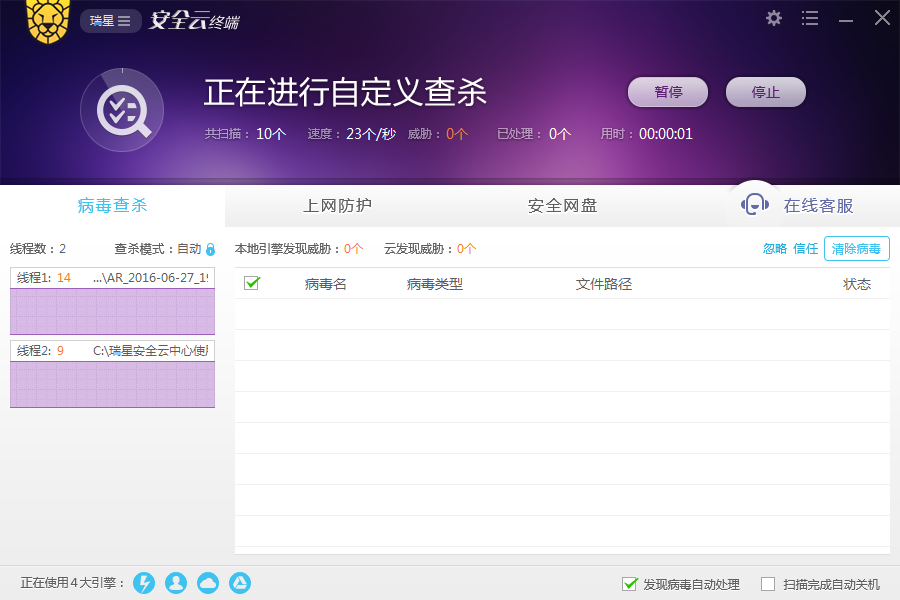 瑞星 安全云终端
正在进行自定义查杀
暂停 停止
共扫描： 10个 速度： 23个/秒 威胁： 0个 已处理： 0个 用时： 00:00:01
病毒查杀 上网防护 安全网盘 在线客服
线程数：2 查杀模式：自动 本地引擎发现威胁：0个 云发现威胁：0个 忽略 信任 清除病毒
线程1: 14 ...\AR_2016-06-27_1
病毒名 病毒类型 文件路径 状态
线程2: 9 C:\瑞星安全云中心使
正在使用4大引擎： 发现病毒自动处理 扫描完成自动关机